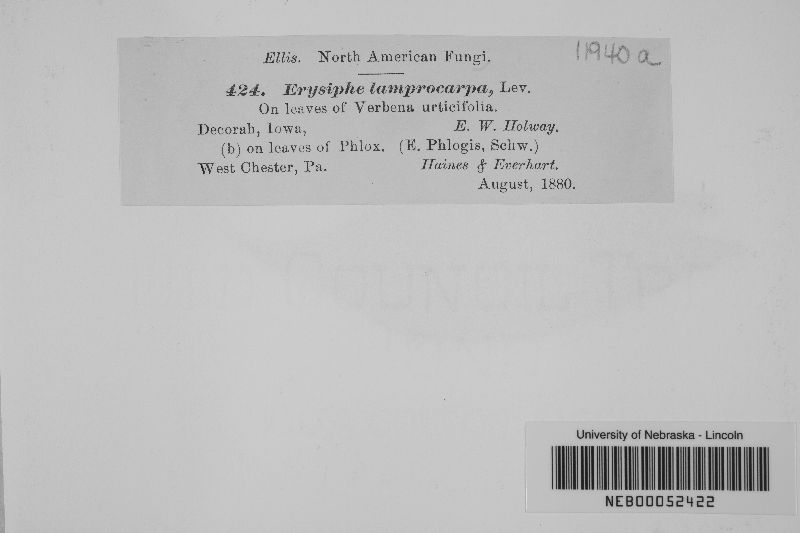 Ellis. North American Fungi.
11940 a
424. Erysiphe lamprocarpa, Lev.
On leaves of Verbena urticifolia.
Decorah, Iowa, E. W. Holway.
(b) on leaves of Phlox. (E. Phlogis, Schw.)
West Chester, Pa. Haines & Everhart.
August, 1880.
University of Nebraska - Lincoln
NEB00052422